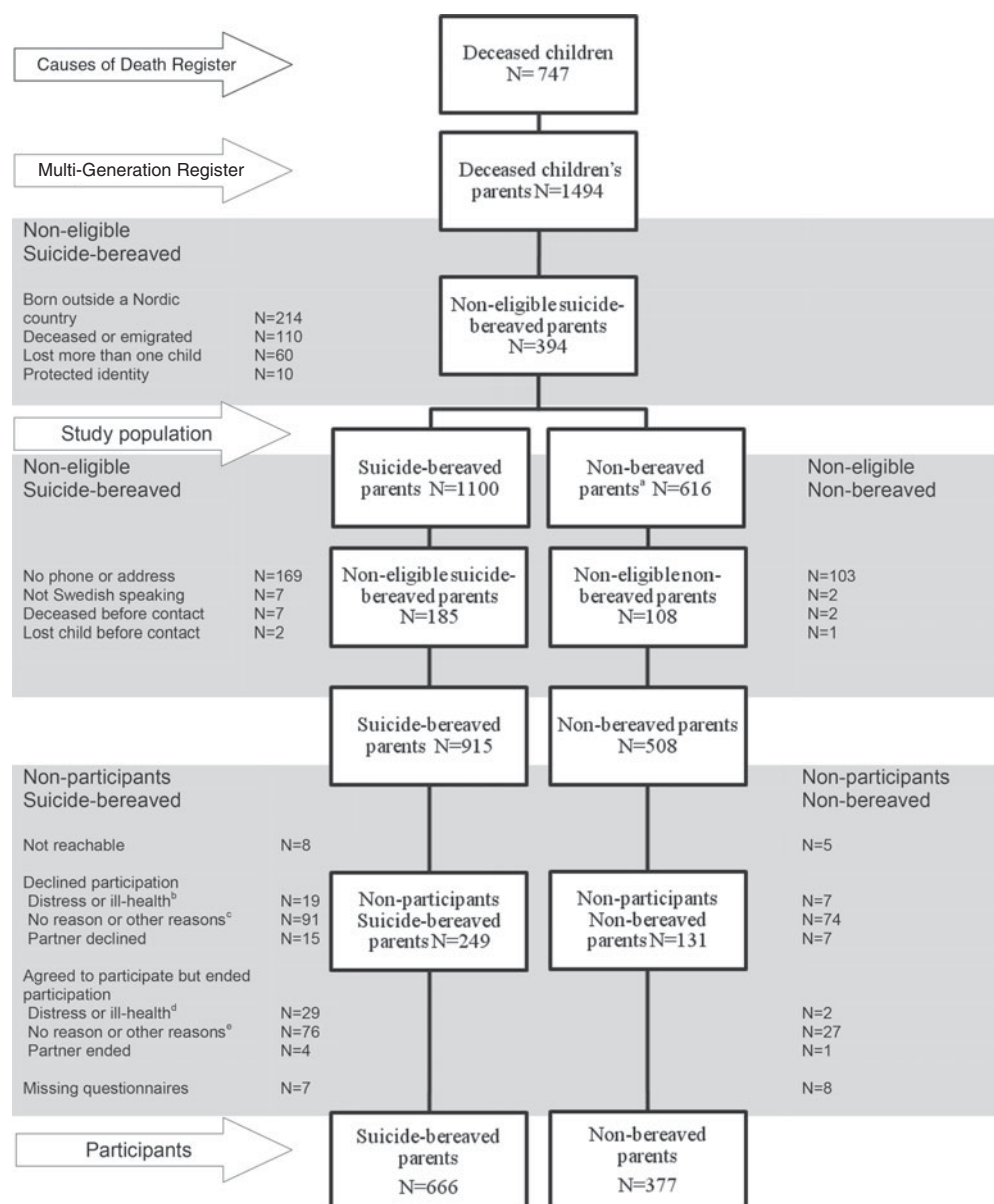 Causes of Death Register
Deceased children
N= 747
Multi-Generation Register
Deceased children's
parents N=1494
Non-eligible
Suicide-bereaved
Born outside a Nordic
country N=214
Deceased or emigrated N=110
Lost more than one child N=60
Protected identity N=10
Non-eligible suicide-
bereaved parents
N=394
Study population
Non-eligible
Suicide-bereaved
Suicide-bereaved
parents N=1100
Non-bereaved
parentsᵃ N=616
Non-eligible
Non-bereaved
No phone or address N=169
Not Swedish speaking N=7
Deceased before contact N=7
Lost child before contact N=2
Non-eligible suicide-
bereaved parents
N=185
Non-eligible non-
bereaved parents
N=108
N=103
N=2
N=2
N=1
Suicide-bereaved
parents N=915
Non-bereaved parents
N=508
Non-participants
Suicide-bereaved
Non-participants
Non-bereaved
Not reachable N=8
N=5
Declined participation
Distress or ill-healthᵇ N=19
No reason or other reasonsᶜ N=91
Partner declined N=15
Non-participants
Suicide-bereaved
parents N=249
Non-participants
Non-bereaved
parents N=131
N=7
N=74
N=7
Agreed to participate but ended
participation
Distress or ill-healthᵈ N=29
No reason or other reasonsᵉ N=76
Partner ended N=4
N=2
N=27
N=1
Missing questionnaires N=7
N=8
Participants
Suicide-bereaved
parents
N=666
Non-bereaved
parents
N=377